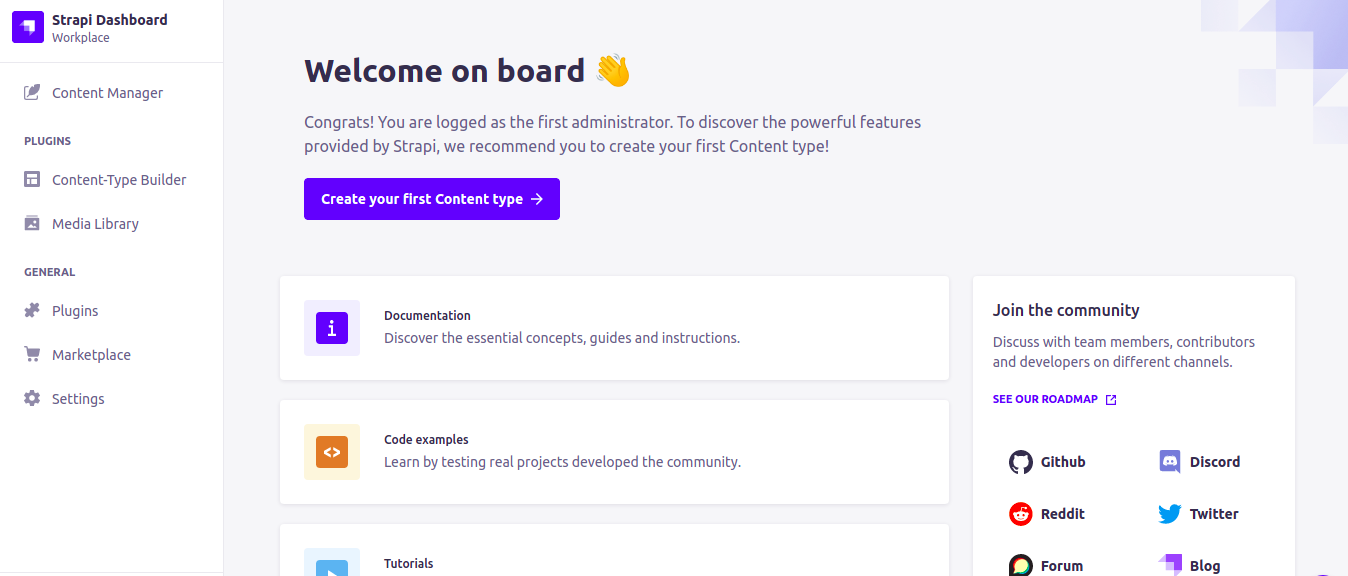 Strapi Dashboard
Workplace
Content Manager
PLUGINS
Content-Type Builder
Media Library
GENERAL
Plugins
Marketplace
Settings
Welcome on board 👋
Congrats! You are logged as the first administrator. To discover the powerful features
provided by Strapi, we recommend you to create your first Content type!
Create your first Content type →
Documentation
Discover the essential concepts, guides and instructions.
Code examples
Learn by testing real projects developed the community.
Tutorials
Join the community
Discuss with team members, contributors
and developers on different channels.
SEE OUR ROADMAP
Github
Discord
Reddit
Twitter
Forum
Blog